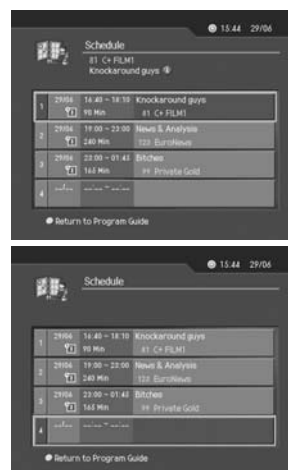 15:44 29/06
Schedule
81 C+ FILM1
Knockaround guys
1 29/06 16:40 ~ 18:10 Knockaround guys
90 Min 81 C+ FILM1
2 29/06 19:00 ~ 23:00 News & Analysis
240 Min 123 EuroNews
3 29/06 23:00 ~ 01:45 Bitches
165 Min 99 Private Gold
4 --/-- --:-- ~ --:--
Return to Program Guide
15:44 29/06
Schedule
1 29/06 16:40 ~ 18:10 Knockaround guys
90 Min 81 C+ FILM1
2 29/06 19:00 ~ 23:00 News & Analysis
240 Min 123 EuroNews
3 29/06 23:00 ~ 01:45 Bitches
165 Min 99 Private Gold
4 --/-- --:-- ~ --:--
Return to Program Guide